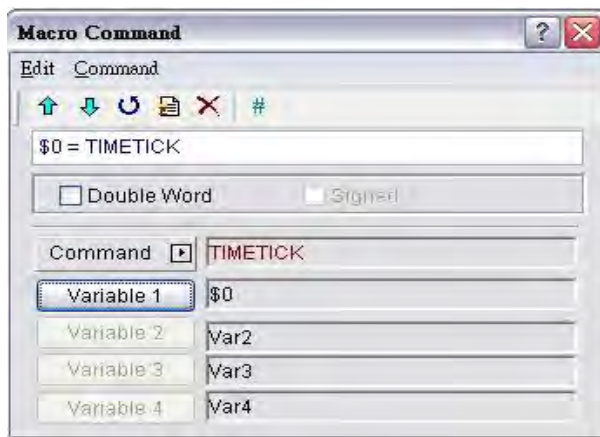 Macro Command
Edit Command
#
$0 = TIMETICK
Double Word Signed
Command TIMETICK
Variable 1 $0
Variable 2 Var2
Variable 3 Var3
Variable 4 Var4